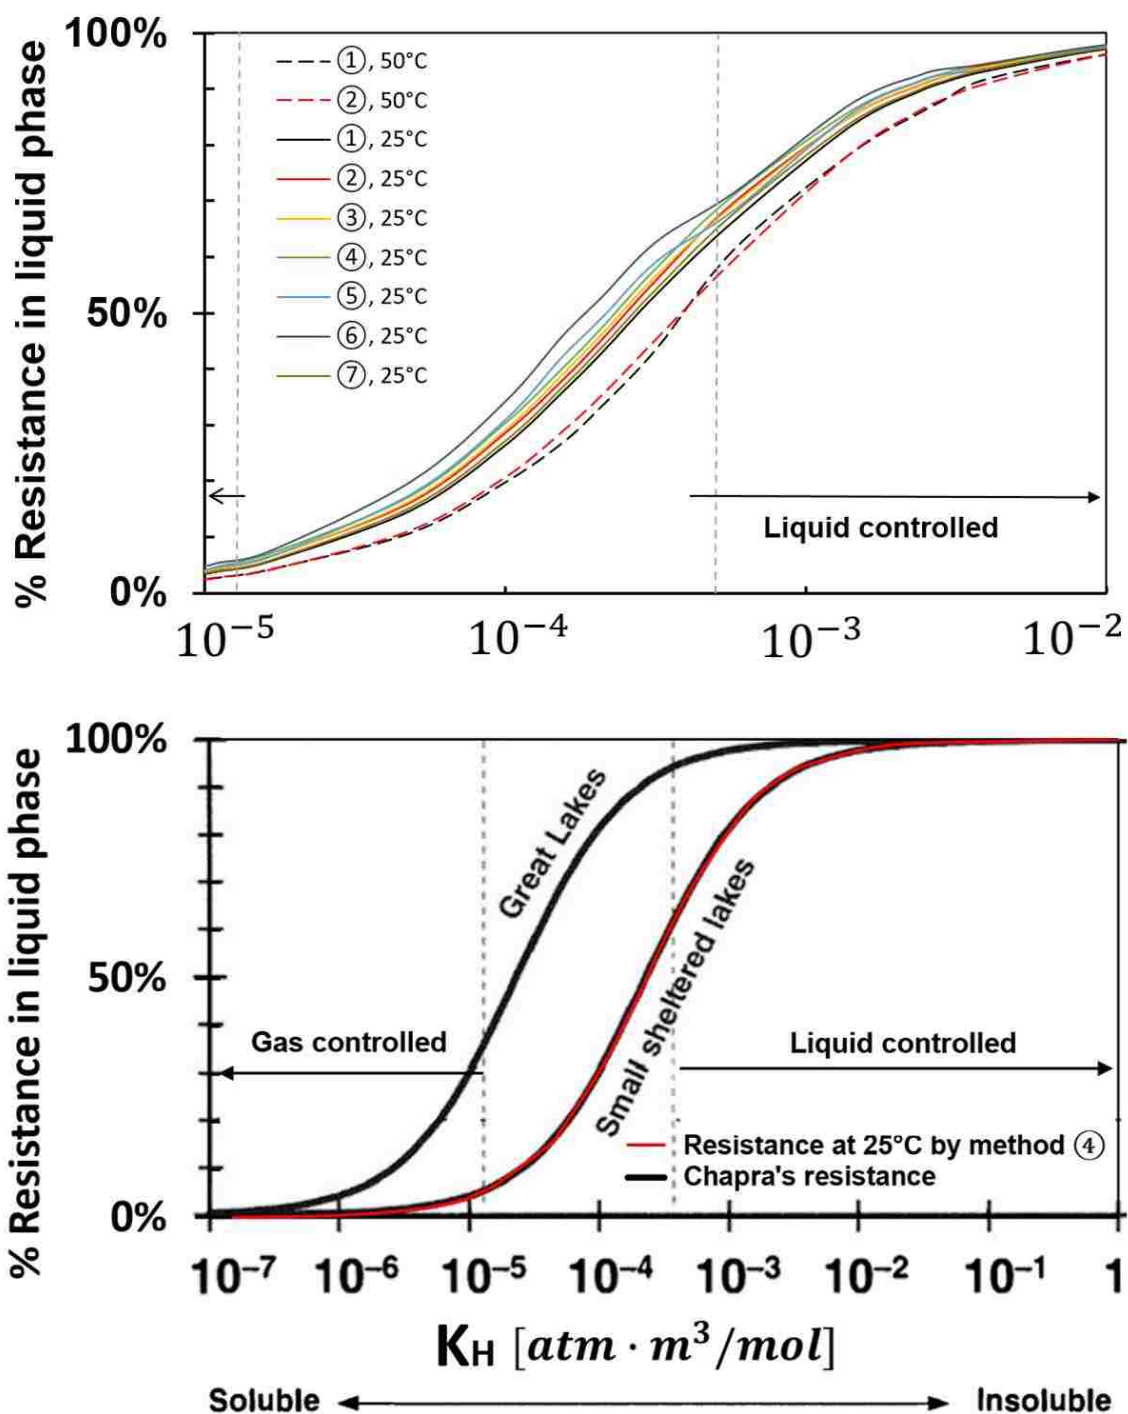 % Resistance in liquid phase
100%
50%
0%
①, 50°C
②, 50°C
①, 25°C
②, 25°C
③, 25°C
④, 25°C
⑤, 25°C
⑥, 25°C
⑦, 25°C
Liquid controlled
10⁻⁵ 10⁻⁴ 10⁻³ 10⁻²
% Resistance in liquid phase
100%
50%
0%
Great Lakes
Small sheltered lakes
Gas controlled
Liquid controlled
Resistance at 25°C by method ④
Chapra's resistance
10⁻⁷ 10⁻⁶ 10⁻⁵ 10⁻⁴ 10⁻³ 10⁻² 10⁻¹ 1
K_H [atm · m³/mol]
Soluble Insoluble